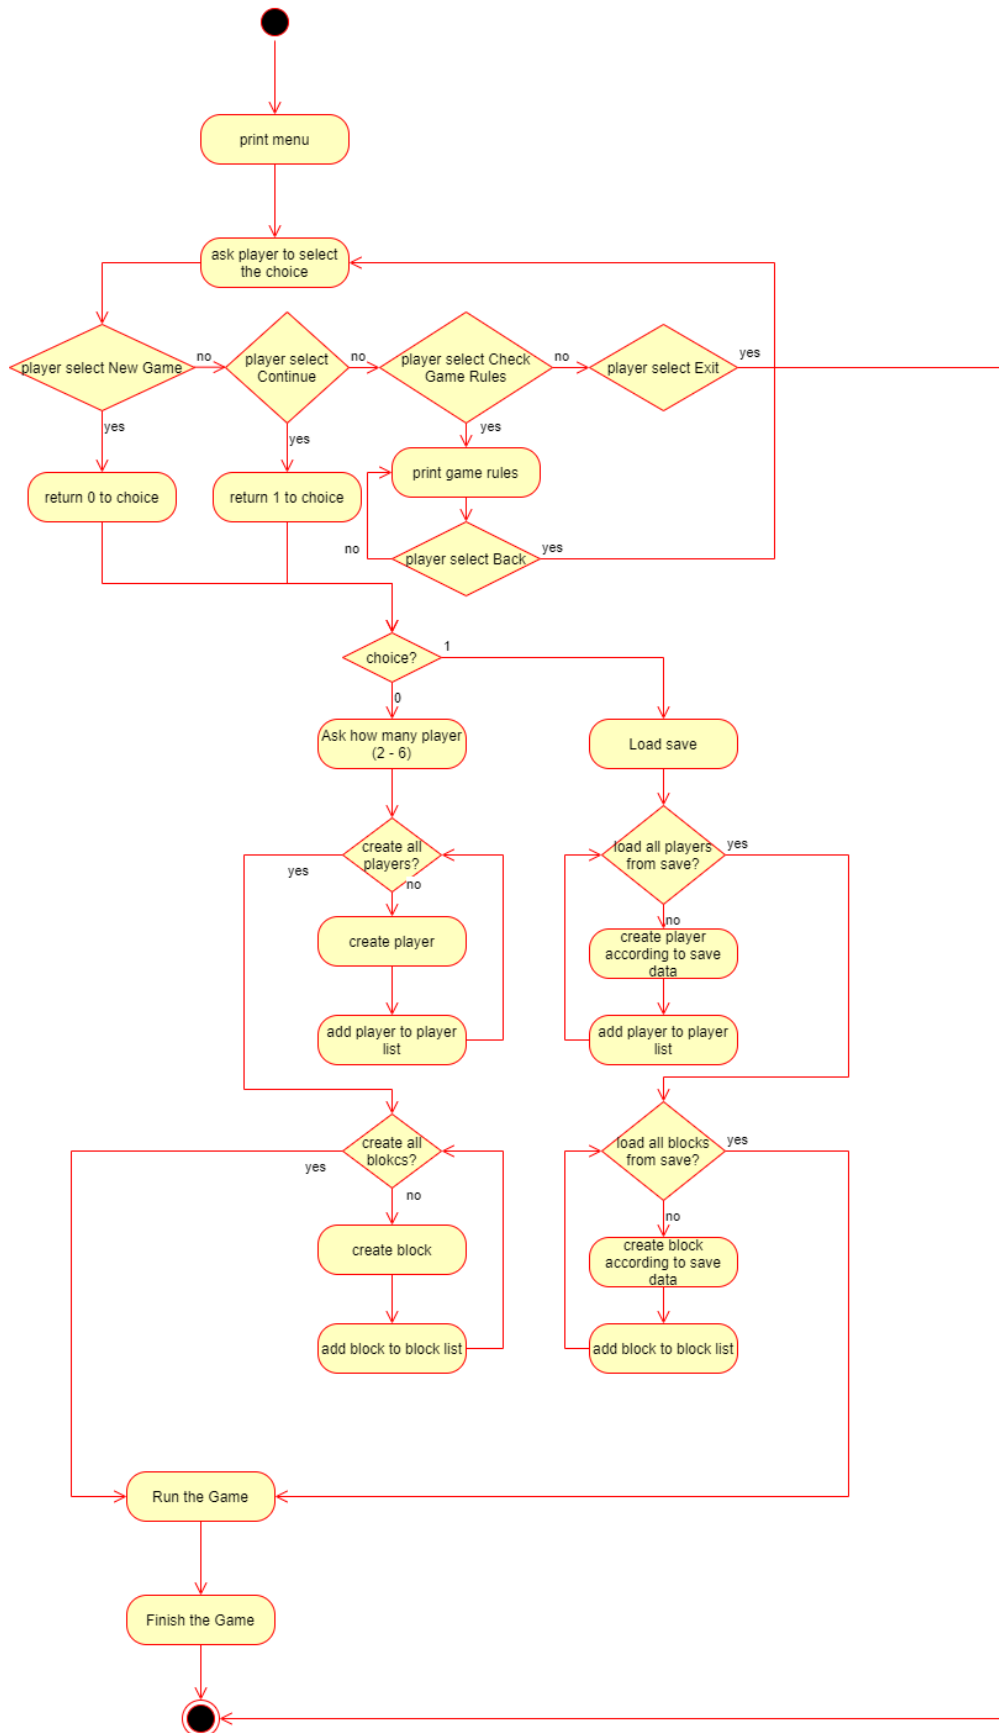 print menu
ask player to select
the choice
player select New Game
no
player select
Continue
no
player select Check
Game Rules
no
player select Exit
yes
yes
yes
yes
return 0 to choice
return 1 to choice
print game rules
no
player select Back
yes
choice?
1
0
Ask how many player
(2 - 6)
Load save
create all
players?
yes
no
load all players
from save?
yes
no
create player
create player
according to save
data
add player to player
list
add player to player
list
create all
blokcs?
yes
no
load all blocks
from save?
yes
no
create block
create block
according to save
data
add block to block list
add block to block list
Run the Game
Finish the Game